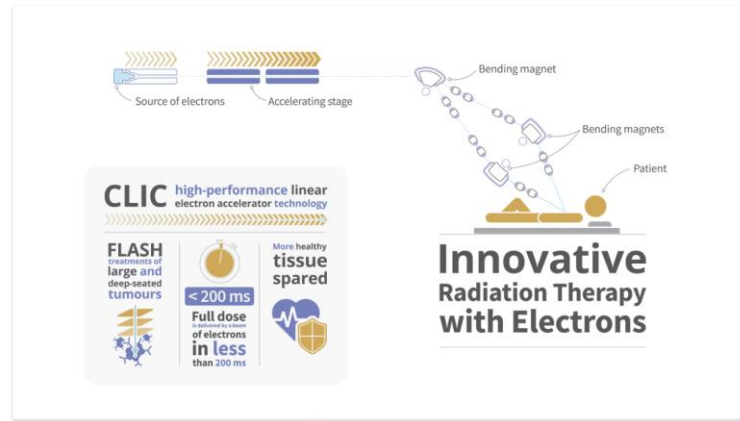 Bending magnet
Source of electrons
Accelerating stage
Bending magnets
Patient
CLIC high-performance linear
electron accelerator technology
FLASH
treatments of
large and
deep-seated
tumours
< 200 ms
Full dose
is delivered by a beam
of electrons
in less
than 200 ms
More healthy
tissue
spared
Innovative
Radiation Therapy
with Electrons